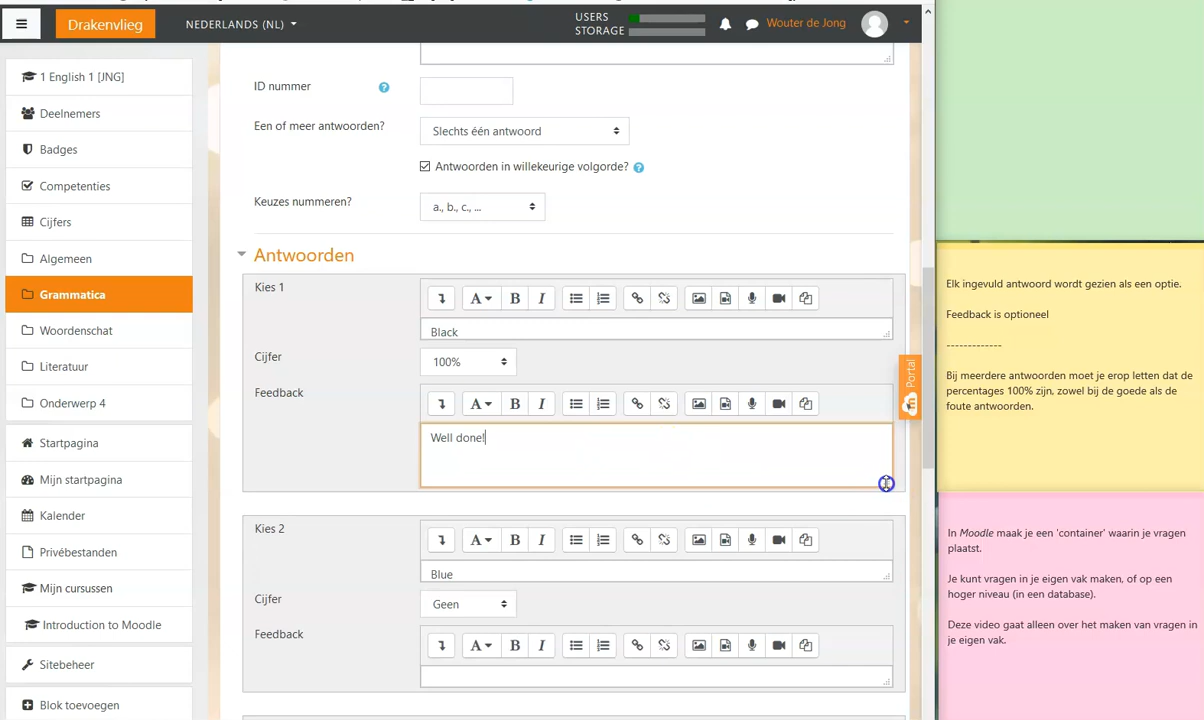 Drakenvlieg
NEDERLANDS (NL)
USERS
STORAGE
Wouter de Jong
1 English 1 [JNG]
Deelnemers
Badges
Competenties
Cijfers
Algemeen
Grammatica
Woordenschat
Literatuur
Onderwerp 4
Startpagina
Mijn startpagina
Kalender
Privébestanden
Mijn cursussen
Introduction to Moodle
Sitebeheer
Blok toevoegen
ID nummer
Een of meer antwoorden?
Slechts één antwoord
Antwoorden in willekeurige volgorde?
Keuzes nummeren?
a., b., c., ...
Antwoorden
Kies 1
A B I
Black
Cijfer
100%
Feedback
A B I
Well done!
Kies 2
A B I
Blue
Cijfer
Geen
Feedback
A B I
Portal
Elk ingevuld antwoord wordt gezien als een optie.
Feedback is optioneel
-------------
Bij meerdere antwoorden moet je erop letten dat de
percentages 100% zijn, zowel bij de goede als de
foute antwoorden.
In Moodle maak je een 'container' waarin je vragen
plaatst.
Je kunt vragen in je eigen vak maken, of op een
hoger niveau (in een database).
Deze video gaat alleen over het maken van vragen in
je eigen vak.